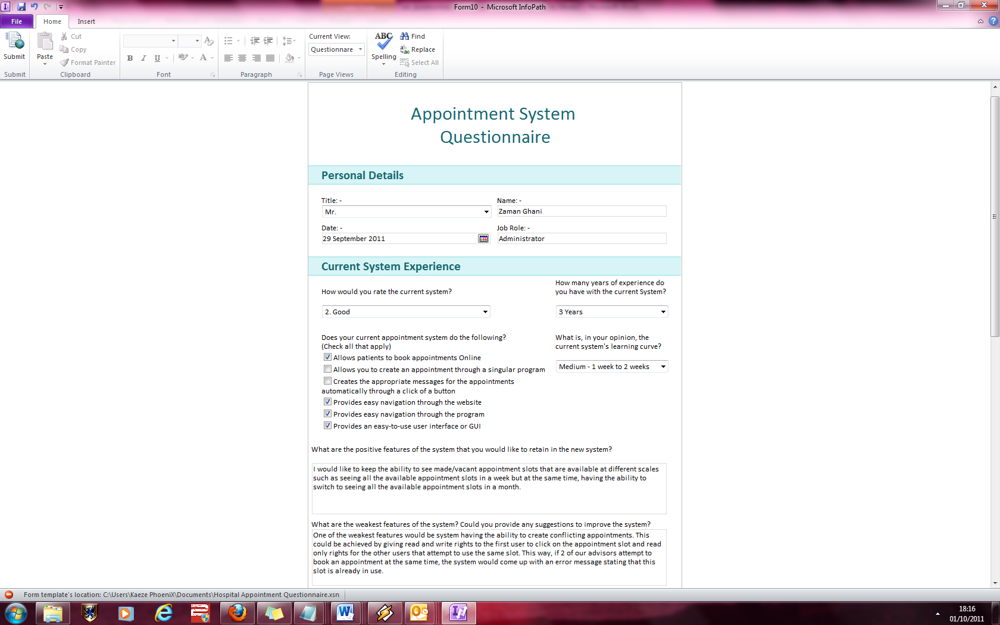 Form10 - Microsoft InfoPath
File
Home
Insert
Submit
Submit
Paste
Cut
Copy
Format Painter
Clipboard
B I U
A
Font
Paragraph
Current View:
Questionnare
Page Views
ABC
Spelling
Find
Replace
Select All
Editing
Appointment System
Questionnaire
Personal Details
Title: -
Name: -
Mr.
Zaman Ghani
Date: -
Job Role: -
29 September 2011
Administrator
Current System Experience
How would you rate the current system?
How many years of experience do
you have with the current System?
2. Good
3 Years
Does your current appointment system do the following?
(Check all that apply)
What is, in your opinion, the
current system's learning curve?
Allows patients to book appointments Online
Allows you to create an appointment through a singular program
Medium - 1 week to 2 weeks
Creates the appropriate messages for the appointments
automatically through a click of a button
Provides easy navigation through the website
Provides easy navigation through the program
Provides an easy-to-use user interface or GUI
What are the positive features of the system that you would like to retain in the new system?
I would like to keep the ability to see made/vacant appointment slots that are available at different scales
such as seeing all the available appointment slots in a week but at the same time, having the ability to
switch to seeing all the available appointment slots in a month.
What are the weakest features of the system? Could you provide any suggestions to improve the system?
One of the weakest features would be system having the ability to create conflicting appointments. This
could be achieved by giving read and write rights to the first user to click on the appointment slot and read
only rights for the other users that attempt to use the same slot. This way, if 2 of our advisors attempt to
book an appointment at the same time, the system would come up with an error message stating that this
slot is already in use.
Form template's location: C:\Users\Kaeze PhoeniX\Documents\Hospital Appointment Questionnaire.xsn
18:16
01/10/2011